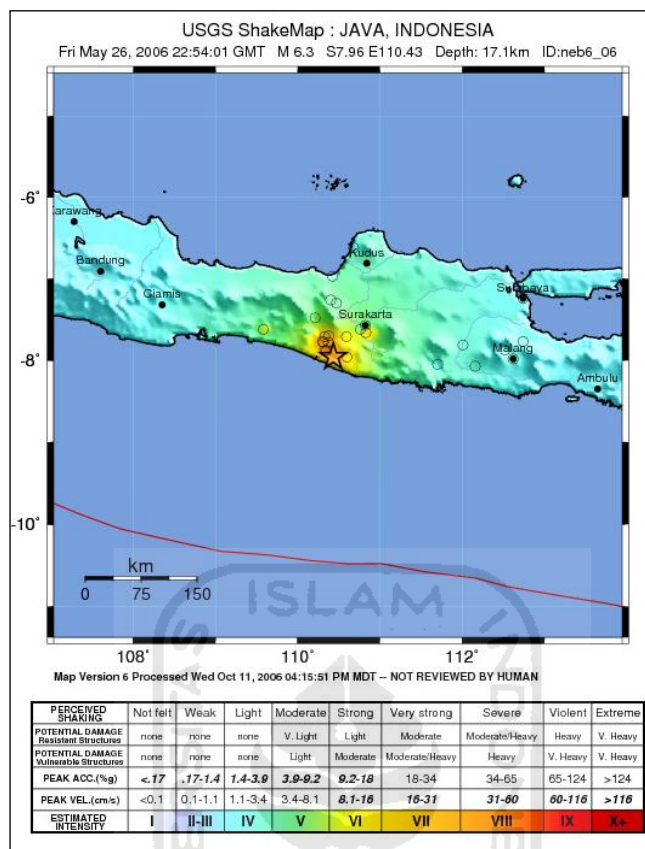 USGS ShakeMap : JAVA, INDONESIA
Fri May 26, 2006 22:54:01 GMT M 6.3 S7.96 E110.43 Depth: 17.1km ID:neb6_06
-6°
-8°
-10°
Karawang
Bandung
Ciamis
Kudus
Surakarta
Surabaya
Malang
Ambulu
km
0 75 150
ISLAM
108° 110° 112°
Map Version 6 Processed Wed Oct 11, 2006 04:15:51 PM MDT -- NOT REVIEWED BY HUMAN
PERCEIVED SHAKING Not felt Weak Light Moderate Strong Very strong Severe Violent Extreme
POTENTIAL DAMAGE Resistant Structures none none none V. Light Light Moderate Moderate/Heavy Heavy V. Heavy
POTENTIAL DAMAGE Vulnerable Structures none none none Light Moderate Moderate/Heavy Heavy V. Heavy V. Heavy
PEAK ACC.(%g) <.17 .17-1.4 1.4-3.9 3.9-9.2 9.2-18 18-34 34-65 65-124 >124
PEAK VEL.(cm/s) <0.1 0.1-1.1 1.1-3.4 3.4-8.1 8.1-16 16-31 31-60 60-116 >116
ESTIMATED INTENSITY I II-III IV V VI VII VIII IX X+